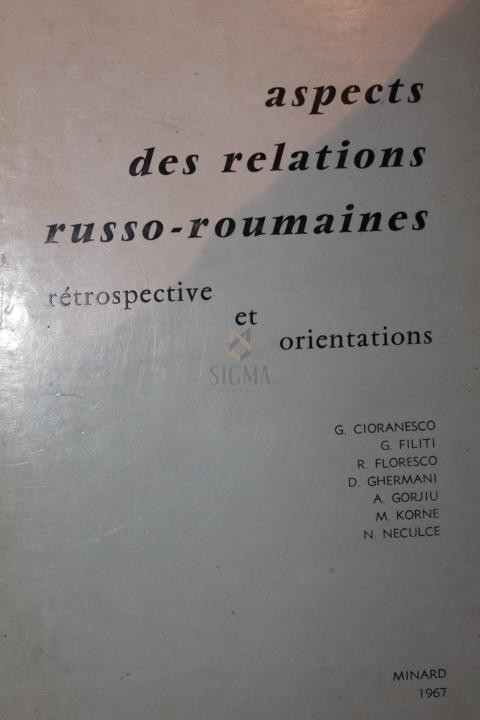 aspects
des relations
russo-roumaines
rétrospective
et
orientations
SIGMA
G. CIORANESCO
G. FILITI
R. FLORESCO
D. GHERMANI
A. GORJIU
M. KORNE
N. NECULCE
MINARD
1967